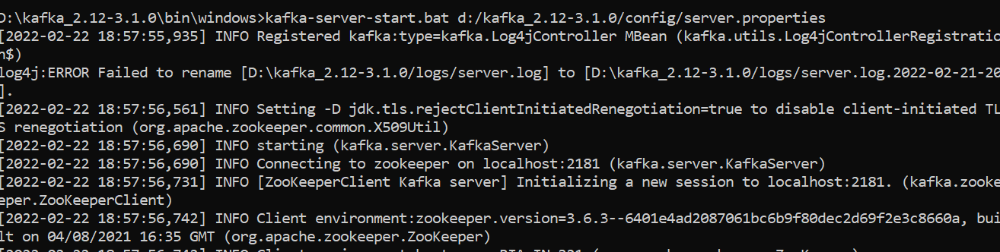 D:\kafka_2.12-3.1.0\bin\windows>kafka-server-start.bat d:/kafka_2.12-3.1.0/config/server.properties
[2022-02-22 18:57:55,935] INFO Registered kafka:type=kafka.Log4jController MBean (kafka.utils.Log4jControllerRegistratio
n$)
log4j:ERROR Failed to rename [D:\kafka_2.12-3.1.0/logs/server.log] to [D:\kafka_2.12-3.1.0/logs/server.log.2022-02-21-20
].
[2022-02-22 18:57:56,561] INFO Setting -D jdk.tls.rejectClientInitiatedRenegotiation=true to disable client-initiated TL
S renegotiation (org.apache.zookeeper.common.X509Util)
[2022-02-22 18:57:56,690] INFO starting (kafka.server.KafkaServer)
[2022-02-22 18:57:56,690] INFO Connecting to zookeeper on localhost:2181 (kafka.server.KafkaServer)
[2022-02-22 18:57:56,731] INFO [ZooKeeperClient Kafka server] Initializing a new session to localhost:2181. (kafka.zooke
eper.ZooKeeperClient)
[2022-02-22 18:57:56,742] INFO Client environment:zookeeper.version=3.6.3--6401e4ad2087061bc6b9f80dec2d69f2e3c8660a, bui
lt on 04/08/2021 16:35 GMT (org.apache.zookeeper.ZooKeeper)